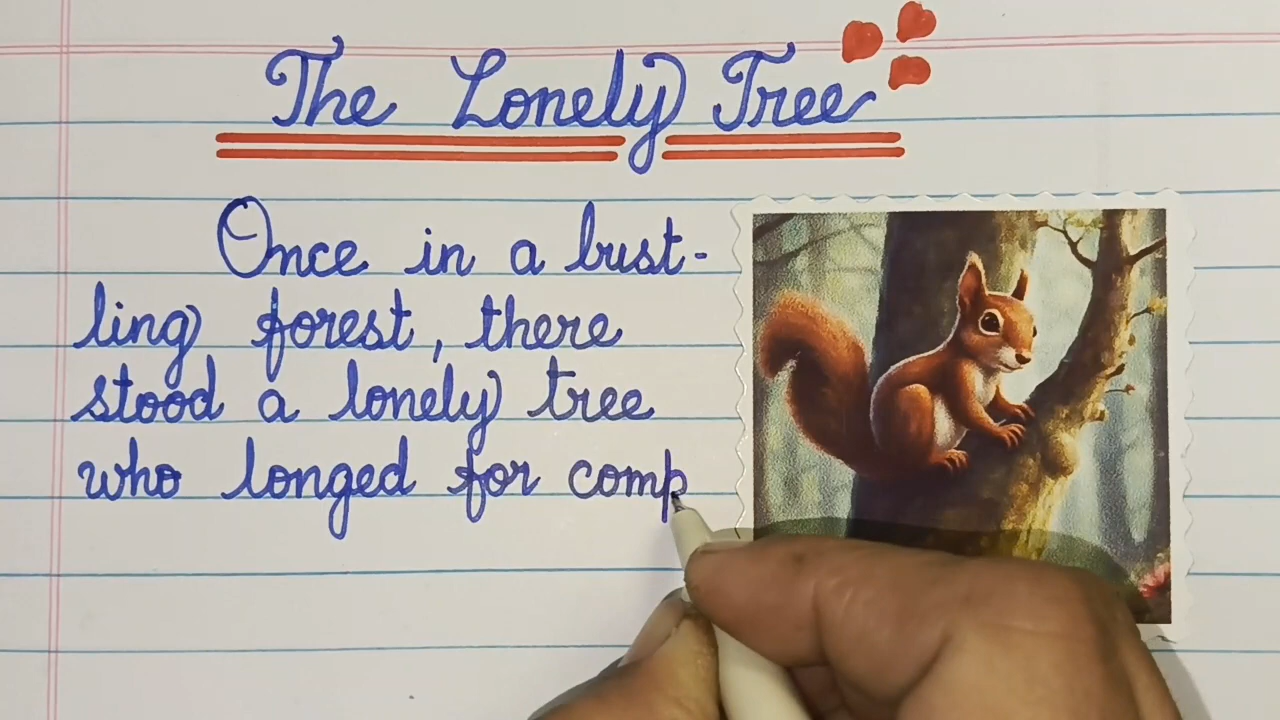 The Lonely Tree
Once in a bust-
ling forest, there
stood a lonely tree
who longed for comp